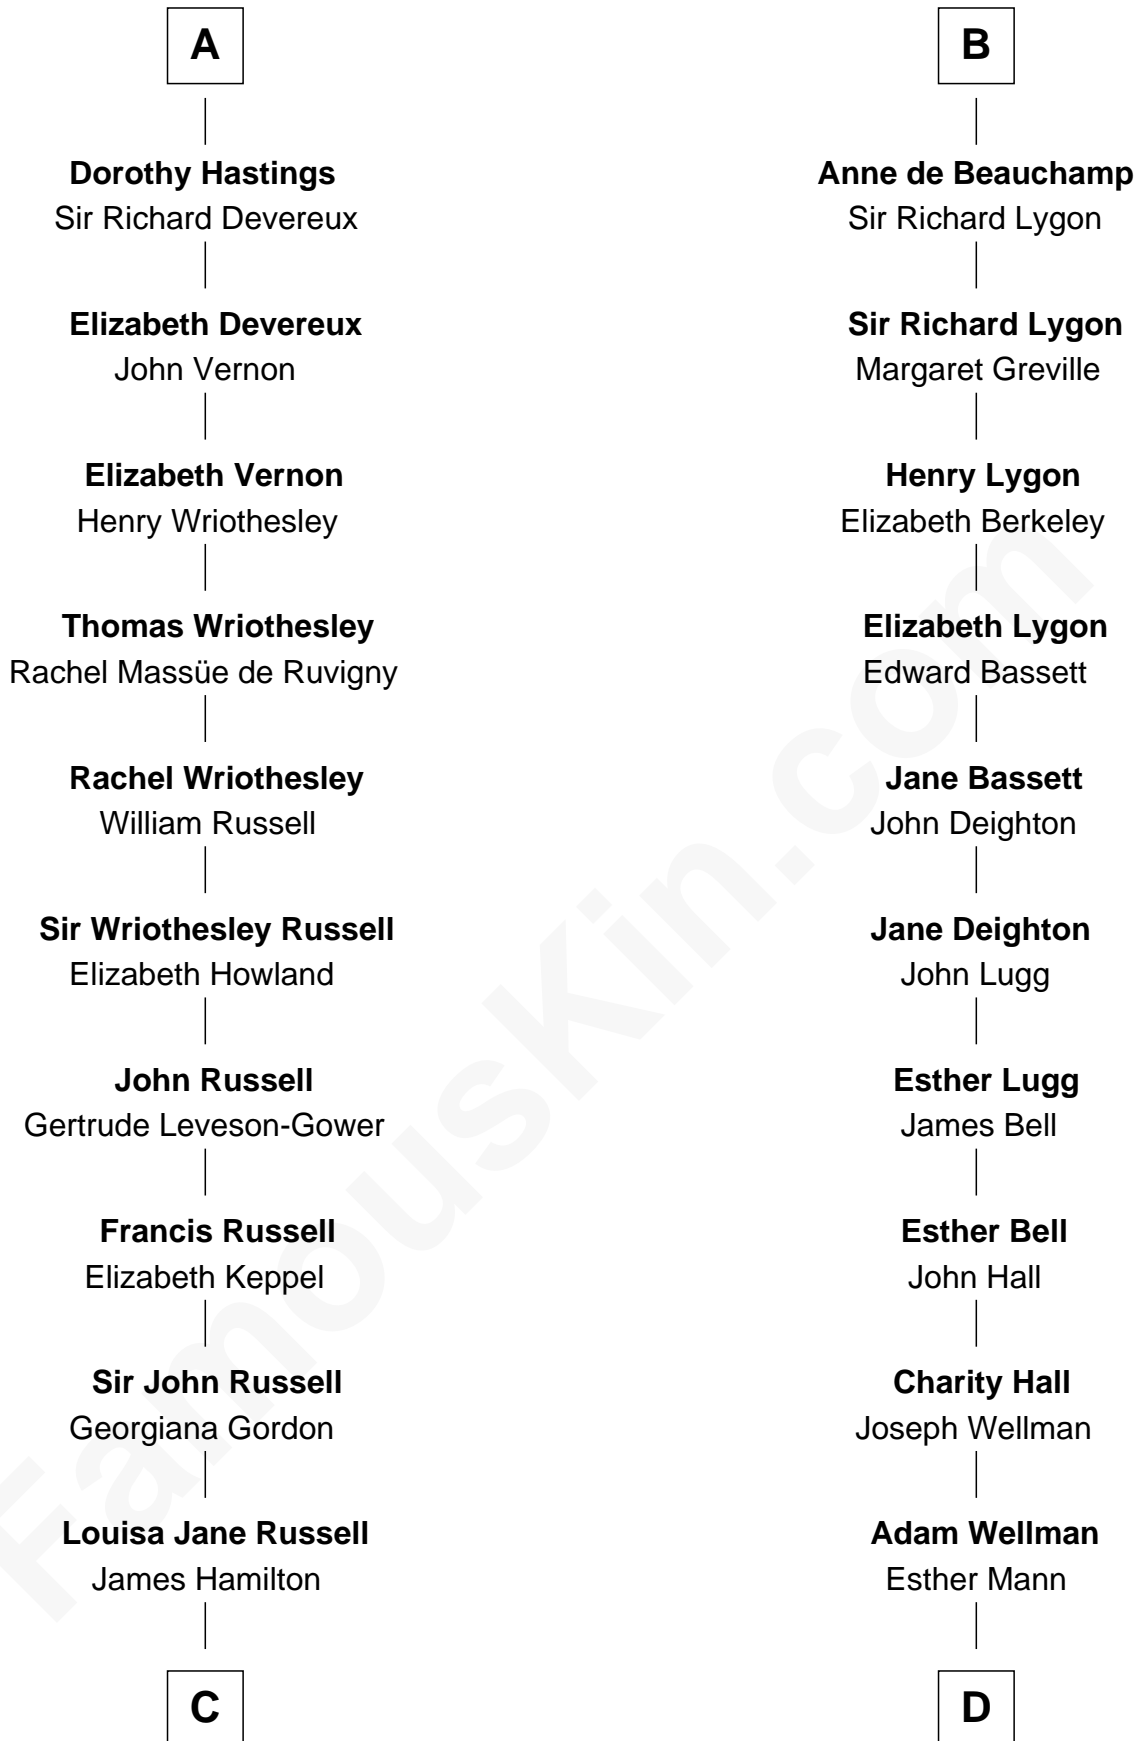 A
Dorothy Hastings
Sir Richard Devereux
Elizabeth Devereux
John Vernon
Elizabeth Vernon
Henry Wriothesley
Thomas Wriothesley
Rachel Massüe de Ruvigny
Rachel Wriothesley
William Russell
Sir Wriothesley Russell
Elizabeth Howland
John Russell
Gertrude Leveson-Gower
Francis Russell
Elizabeth Keppel
Sir John Russell
Georgiana Gordon
Louisa Jane Russell
James Hamilton
C
B
Anne de Beauchamp
Sir Richard Lygon
Sir Richard Lygon
Margaret Greville
Henry Lygon
Elizabeth Berkeley
Elizabeth Lygon
Edward Bassett
Jane Bassett
John Deighton
Jane Deighton
John Lugg
Esther Lugg
James Bell
Esther Bell
John Hall
Charity Hall
Joseph Wellman
Adam Wellman
Esther Mann
D
FamousKin.com